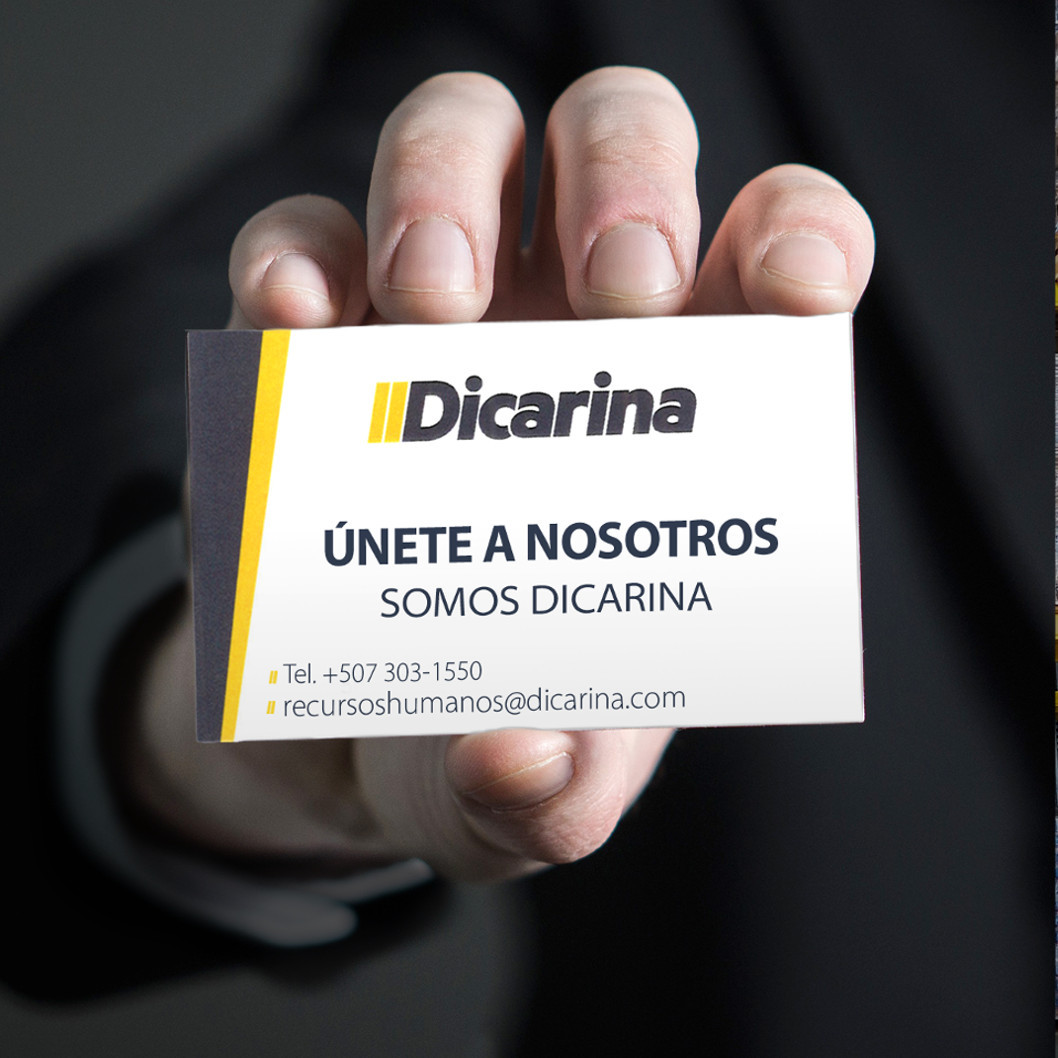 Dicarina
ÚNETE A NOSOTROS
SOMOS DICARINA
Tel. +507 303-1550
recursoshumanos@dicarina.com